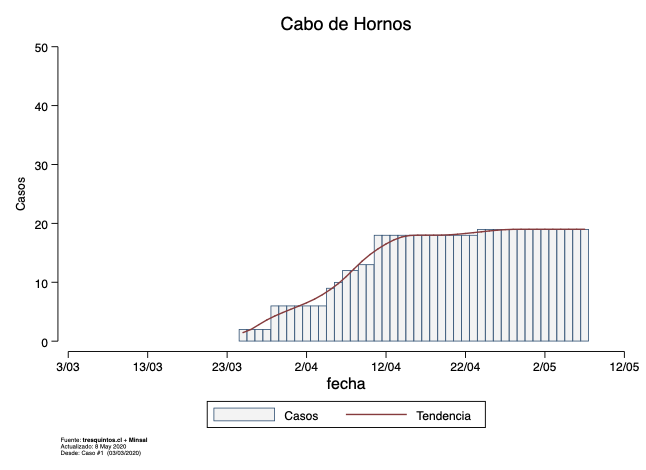 Cabo de Hornos
50
40
30
20
10
0
Casos
3/03 13/03 23/03 2/04 12/04 22/04 2/05 12/05
fecha
Casos Tendencia
Fuente: tresquintos.cl + Minsal
Actualizado: 8 May 2020
Desde: Caso #1 (03/03/2020)